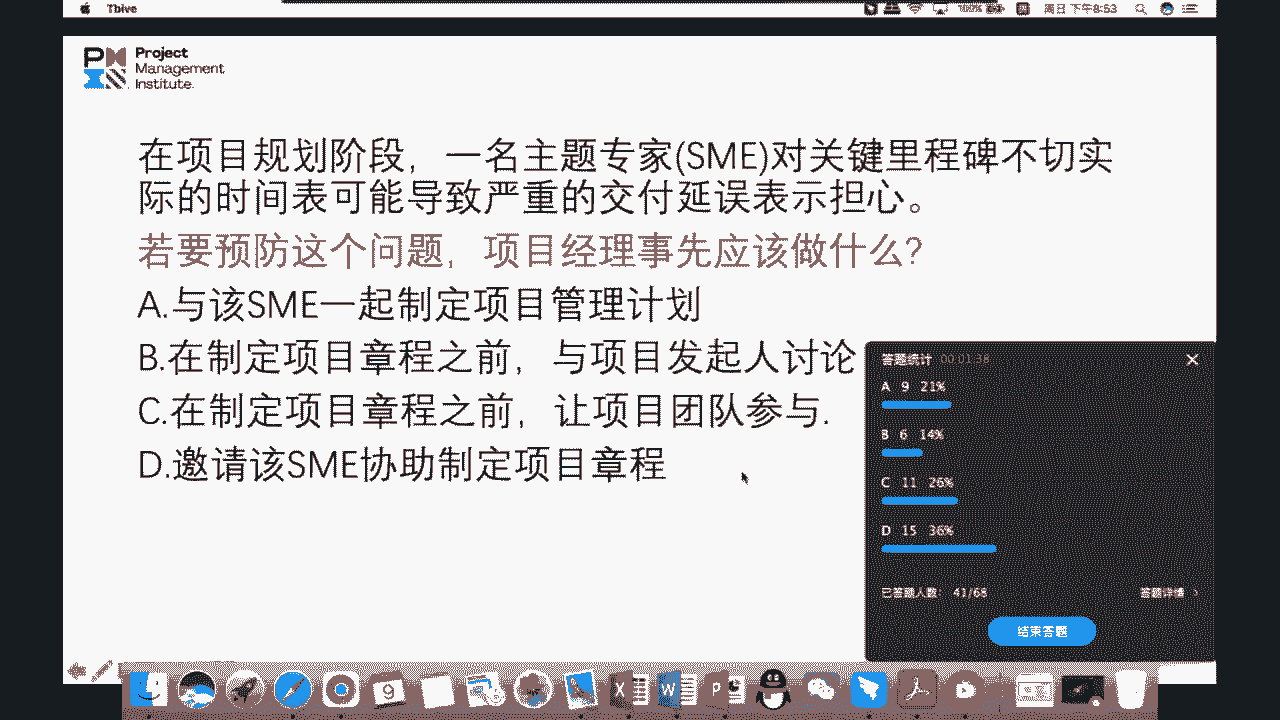 Tbive
100%
周日 下午8:53
Project
Management
Institute.
在项目规划阶段，一名主题专家(SME)对关键里程碑不切实
际的时间表可能导致严重的交付延误表示担心。
若要预防这个问题，项目经理事先应该做什么?
A.与该SME一起制定项目管理计划
B.在制定项目章程之前，与项目发起人讨论
C.在制定项目章程之前，让项目团队参与.
D.邀请该SME协助制定项目章程
答题统计 00:01:38
A 9 21%
B 6 14%
C 11 26%
D 15 36%
已答题人数: 41/68
答题详情 >
结束答题
9